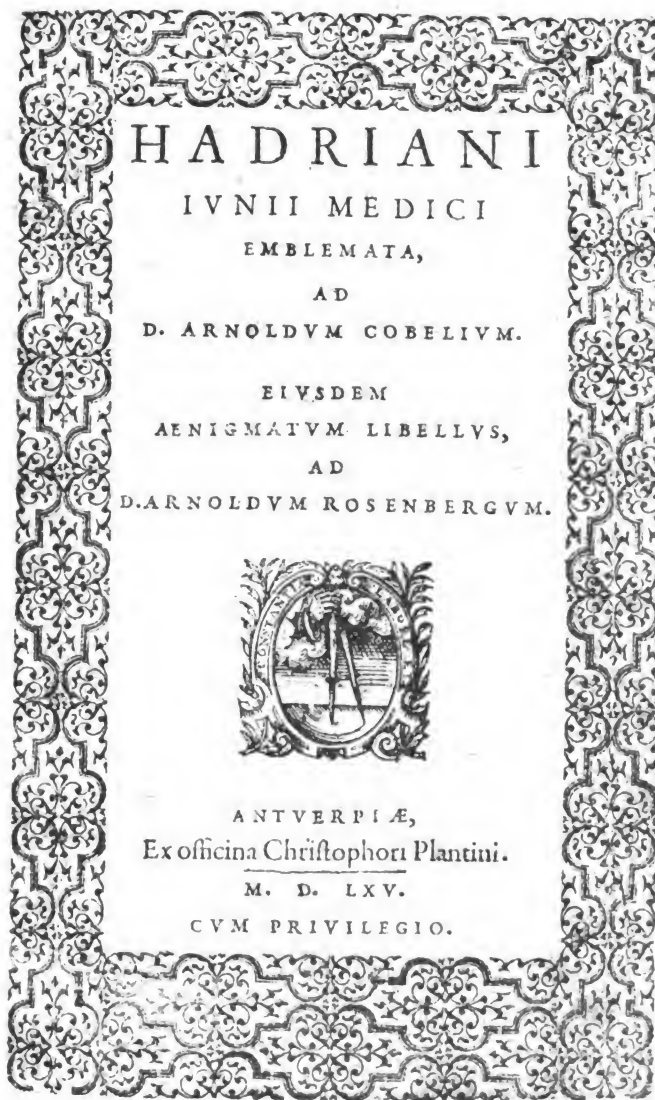 HADRIANI
IVNII MEDICI
EMBLEMATA,
AD
D. ARNOLDVM COBELIVM.
EIVSDEM
AENIGMATVM LIBELLVS,
AD
D. ARNOLDVM ROSENBERGVM.
ANTVERPIÆ,
Ex officina Chriſtophori Plantini.
M. D. LXV.
CVM PRIVILEGIO.